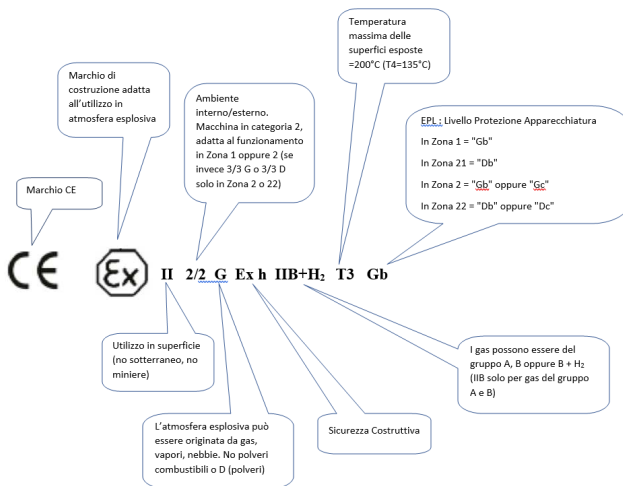 Temperatura
massima delle
superfici esposte
=200°C (T4=135°C)
Marchio di
costruzione adatta
all'utilizzo in
atmosfera esplosiva
Ambiente
interno/esterno.
Macchina in categoria 2,
adatta al funzionamento
in Zona 1 oppure 2 (se
invece 3/3 G o 3/3 D
solo in Zona 2 o 22)
EPL : Livello Protezione Apparecchiatura
In Zona 1 = "Gb"
In Zona 21 = "Db"
In Zona 2 = "Gb" oppure "Gc"
In Zona 22 = "Db" oppure "Dc"
Marchio CE
CE Ex II 2/2 G Ex h IIB+H₂ T3 Gb
Utilizzo in superficie
(no sotterraneo, no
miniere)
I gas possono essere del
gruppo A, B oppure B + H₂
(IIB solo per gas del gruppo
A e B)
L'atmosfera esplosiva può
essere originata da gas,
vapori, nebbie. No polveri
combustibili o D (polveri)
Sicurezza Costruttiva